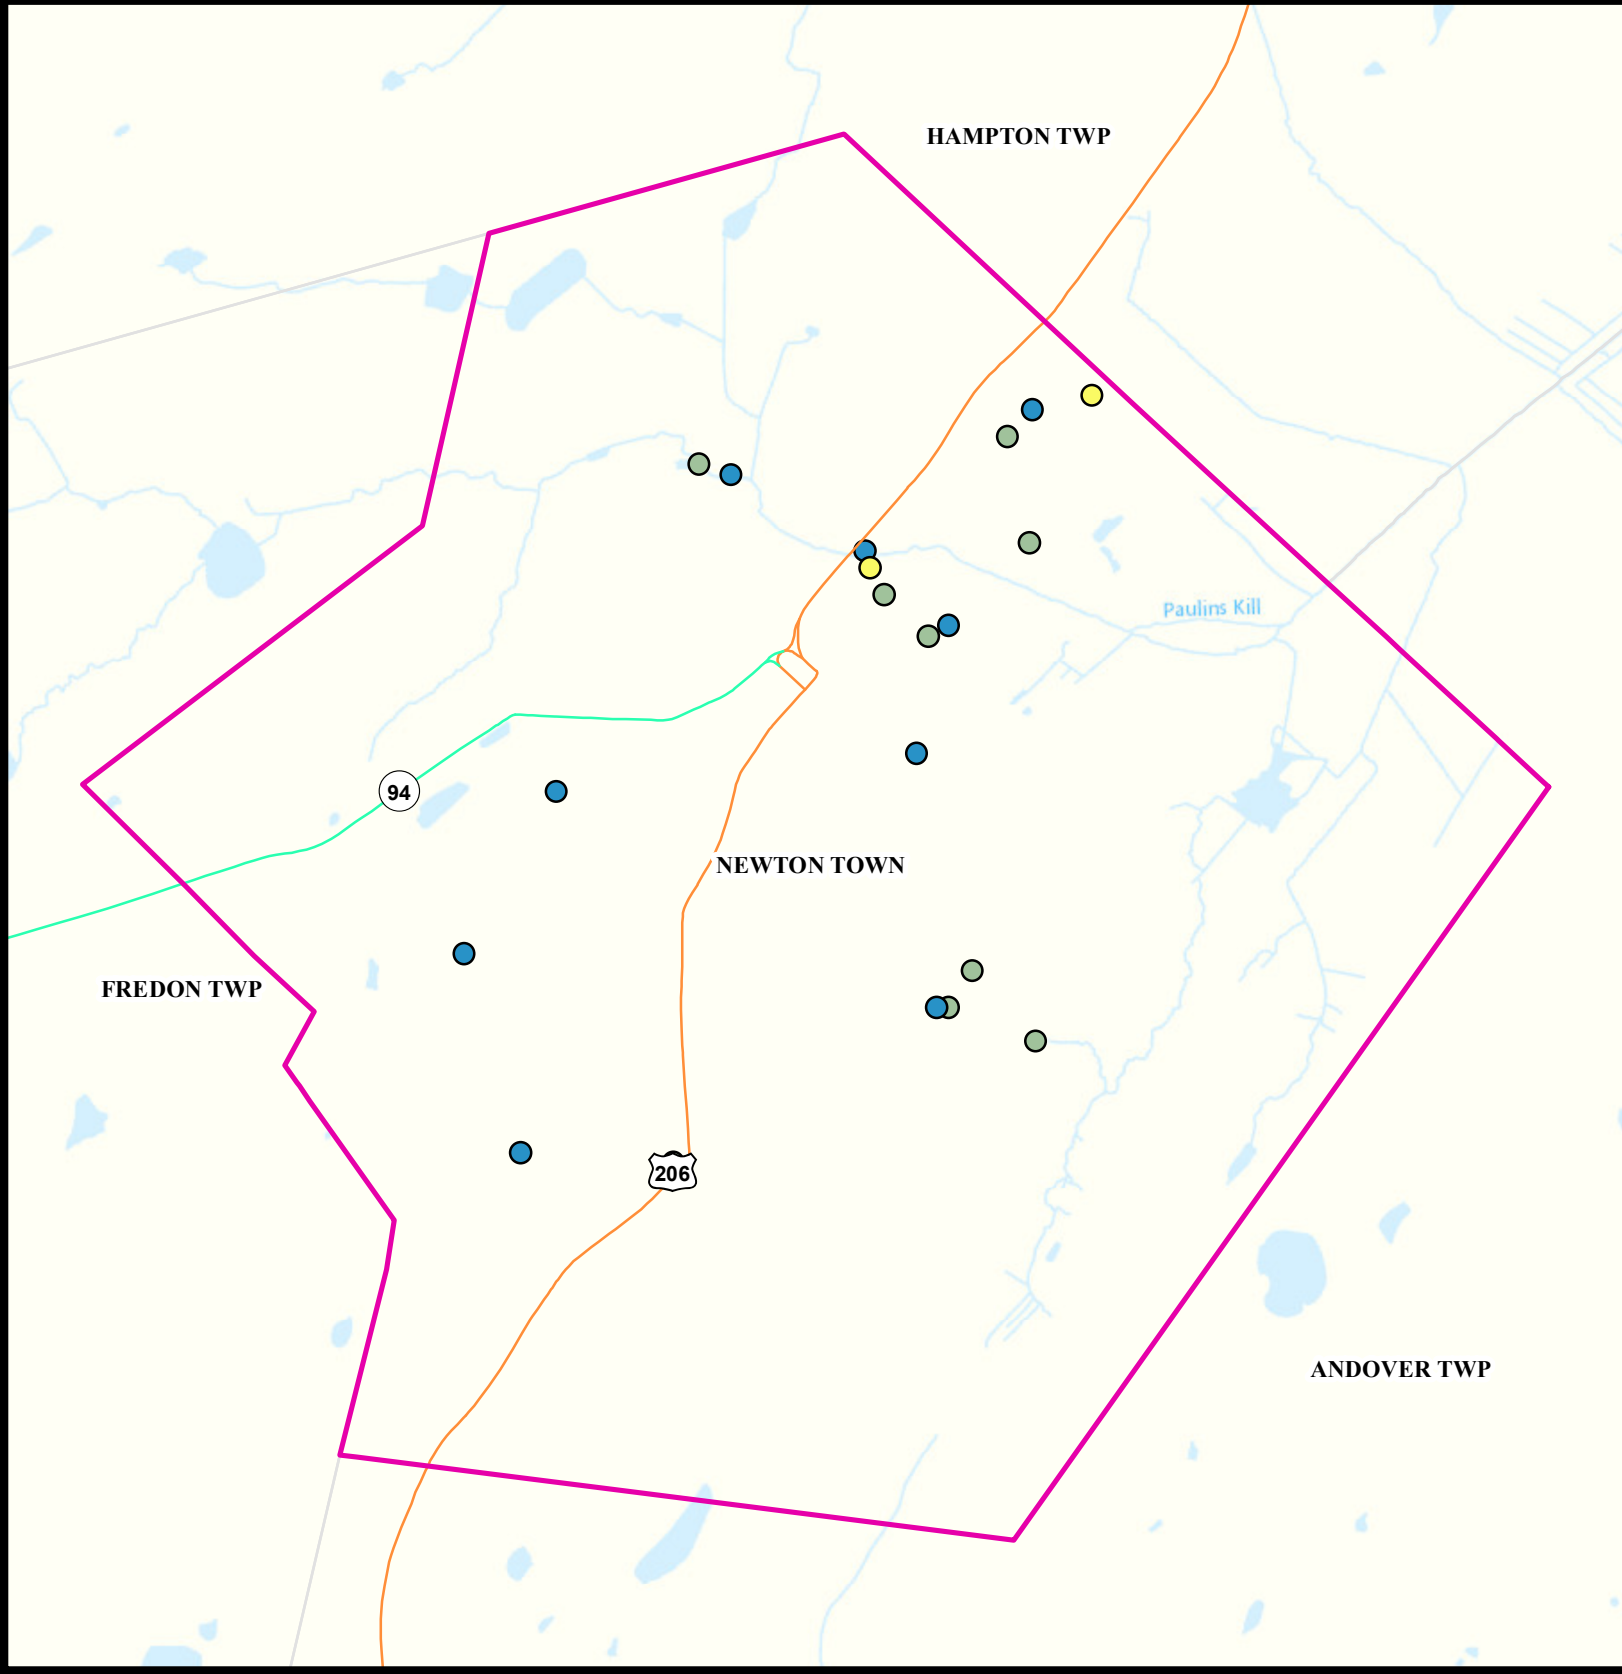 HAMPTON TWP
Paulins Kill
94
NEWTON TOWN
FREDON TWP
206
ANDOVER TWP